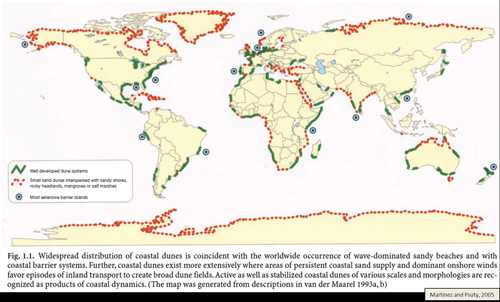 Well developed dune systems
Small sand dunes interspersed with sandy shores,
rocky headlands, mangroves or salt marshes
Most extensive barrier islands
Fig. 1.1. Widespread distribution of coastal dunes is coincident with the worldwide occurrence of wave-dominated sandy beaches and with
coastal barrier systems. Further, coastal dunes exist more extensively where areas of persistent coastal sand supply and dominant onshore winds
favor episodes of inland transport to create broad dune fields. Active as well as stabilized coastal dunes of various scales and morphologies are rec-
ognized as products of coastal dynamics. (The map was generated from descriptions in van der Maarel 1993a, b)
Martinez and Psuty, 2005